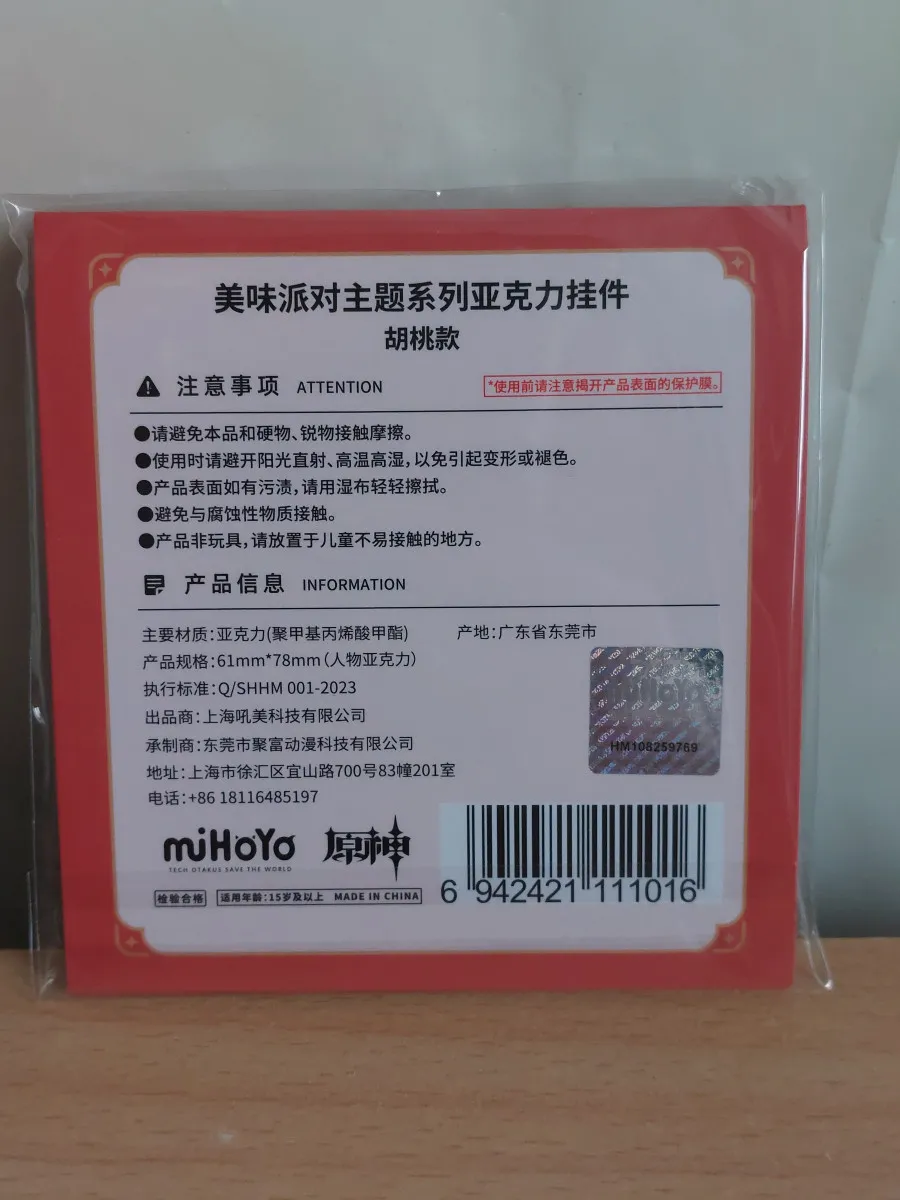 美味派对主题系列亚克力挂件
胡桃款
注意事项 ATTENTION
*使用前请注意揭开产品表面的保护膜。
●请避免本品和硬物、锐物接触摩擦。
●使用时请避开阳光直射、高温高湿,以免引起变形或褪色。
●产品表面如有污渍,请用湿布轻轻擦拭。
●避免与腐蚀性物质接触。
●产品非玩具,请放置于儿童不易接触的地方。
产品信息 INFORMATION
主要材质:亚克力(聚甲基丙烯酸甲酯) 产地:广东省东莞市
产品规格:61mm*78mm(人物亚克力)
执行标准:Q/SHHM 001-2023
出品商:上海吼美科技有限公司
承制商:东莞市聚富动漫科技有限公司
地址:上海市徐汇区宜山路700号83幢201室
电话:+86 18116485197
miHoYo
HM108259769
miHoYo 原神
TECH OTAKUS SAVE THE WORLD
检验合格 适用年龄:15岁及以上 MADE IN CHINA
6 942421 111016